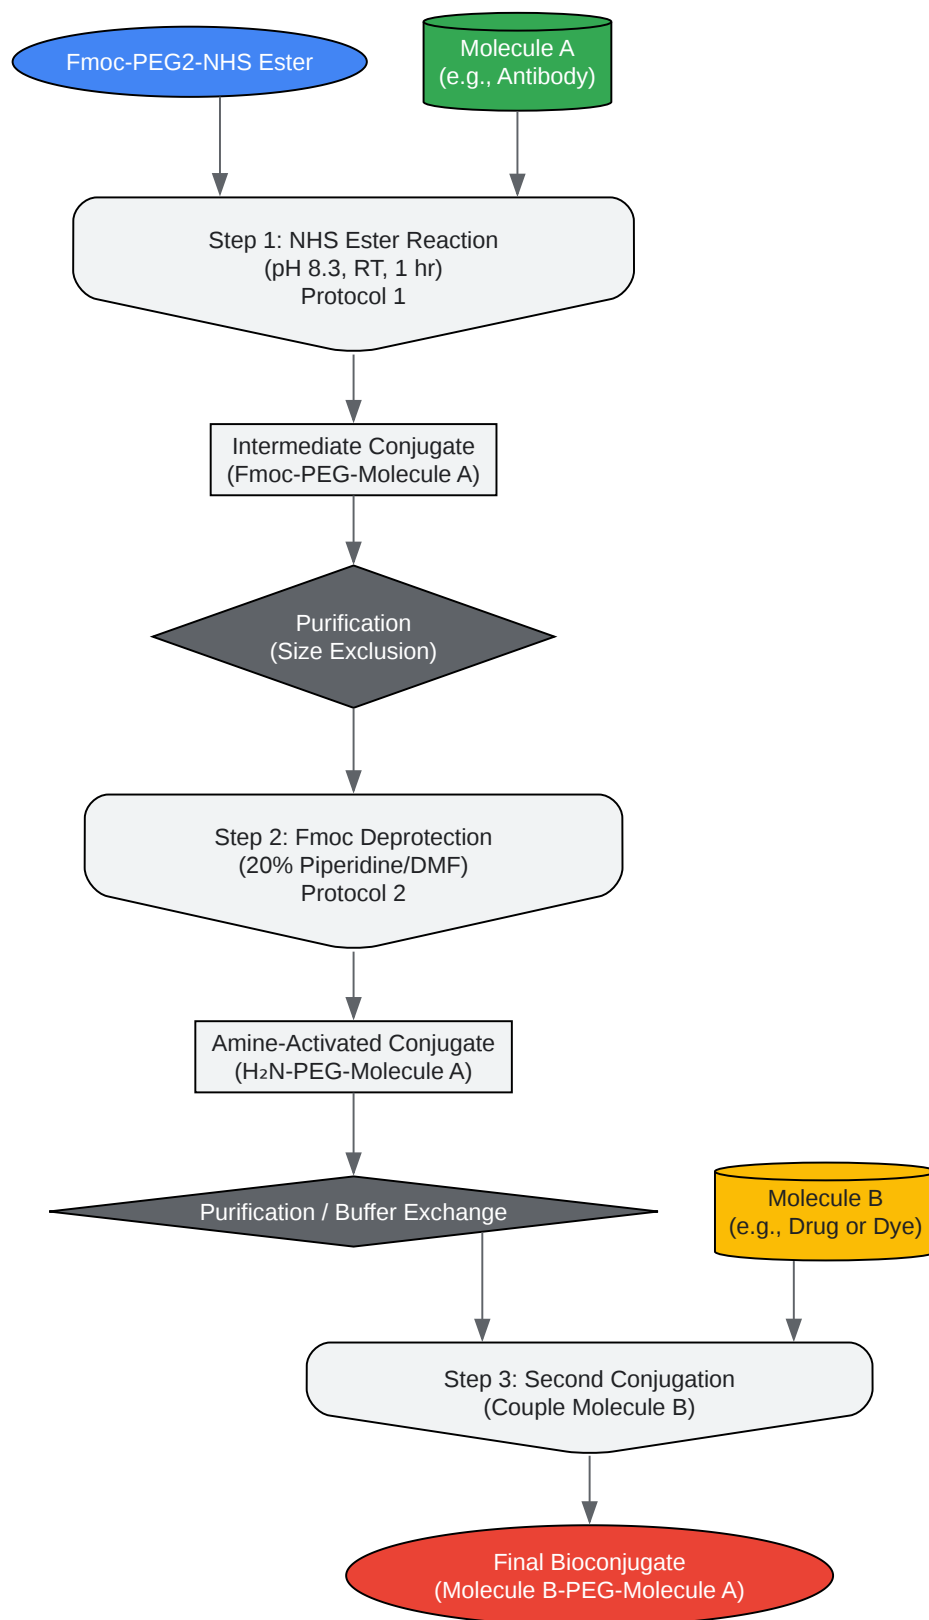 Fmoc-PEG2-NHS Ester
Molecule A
(e.g., Antibody)
Step 1: NHS Ester Reaction
(pH 8.3, RT, 1 hr)
Protocol 1
Intermediate Conjugate
(Fmoc-PEG-Molecule A)
Purification
(Size Exclusion)
Step 2: Fmoc Deprotection
(20% Piperidine/DMF)
Protocol 2
Amine-Activated Conjugate
(H₂N-PEG-Molecule A)
Purification / Buffer Exchange
Molecule B
(e.g., Drug or Dye)
Step 3: Second Conjugation
(Couple Molecule B)
Final Bioconjugate
(Molecule B-PEG-Molecule A)